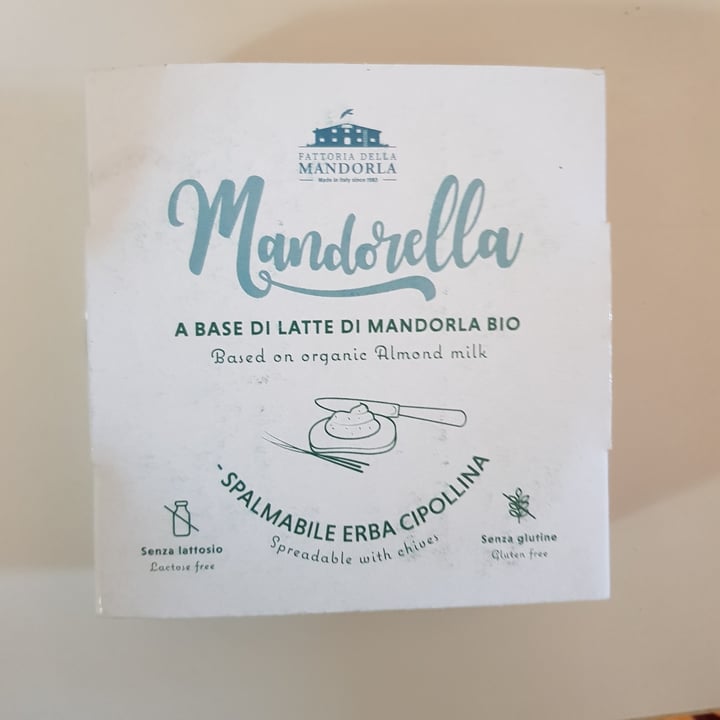 FATTORIA DELLA
MANDORLA
Made in Italy since 1982
Mandorella
A BASE DI LATTE DI MANDORLA BIO
Based on organic Almond milk
- SPALMABILE ERBA CIPOLLINA
Spreadable with chives
Senza lattosio
Lactose free
Senza glutine
Gluten free